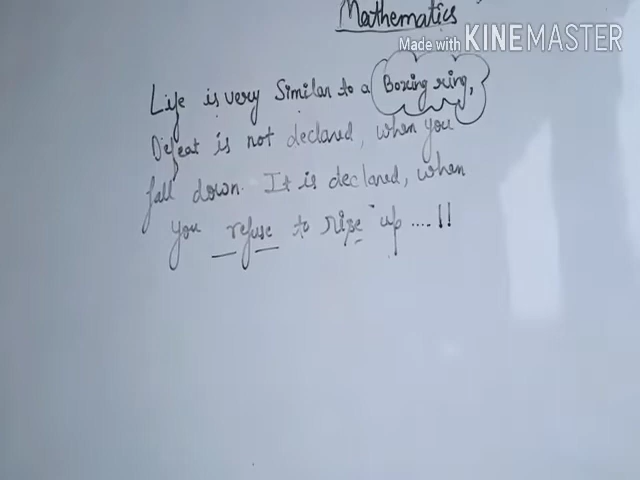 Mathematics
Made with KINEMASTER
Life is very Similar to a Boxing ring,
Defeat is not declared, when you
fall down. It is declared, when
you refuse to rise up ....!!